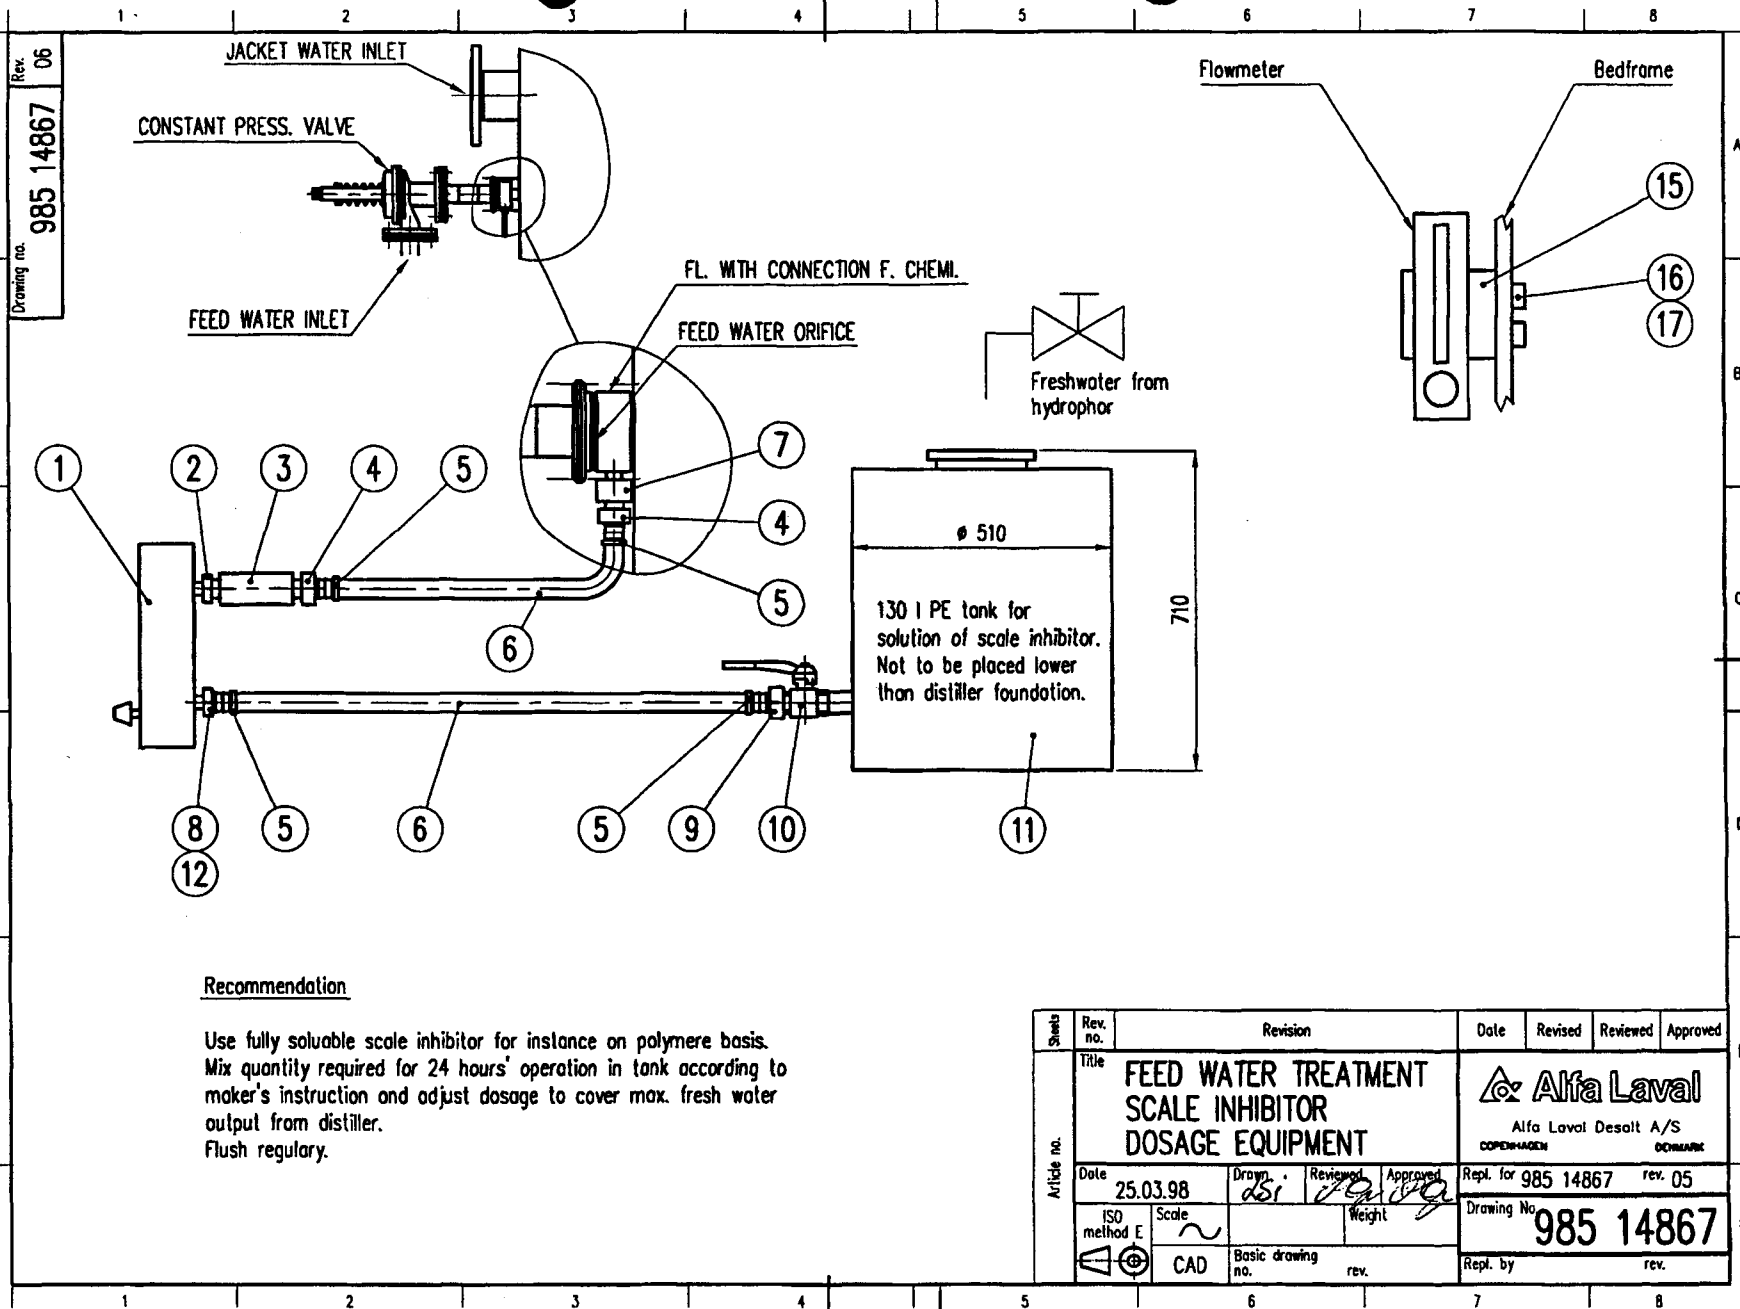 1 2 3 4 5 6 7 8
Rev. 06
Drawing no. 985 14867
JACKET WATER INLET
CONSTANT PRESS. VALVE
FEED WATER INLET
FL. WITH CONNECTION F. CHEMI.
FEED WATER ORIFICE
Freshwater from
hydrophor
Flowmeter
Bedframe
15
16
17
A
B
1 2 3 4 5
7
4
5
6
ø 510
710
130 l PE tank for
solution of scale inhibitor.
Not to be placed lower
than distiller foundation.
8 5 6 5 9 10 11
12
Recommendation
Use fully soluable scale inhibitor for instance on polymere basis.
Mix quantity required for 24 hours' operation in tank according to
maker's instruction and adjust dosage to cover max. fresh water
output from distiller.
Flush regulary.
Sheets
Article no.
Rev. no. Revision Date Revised Reviewed Approved
Title
FEED WATER TREATMENT
SCALE INHIBITOR
DOSAGE EQUIPMENT
Alfa Laval
Alfa Laval Desalt A/S
COPENHAGEN DENMARK
Date 25.03.98 Drawn Reviewed Approved
Repl. for 985 14867 rev. 05
ISO method E Scale Weight
Drawing No. 985 14867
CAD Basic drawing no. rev.
Repl. by rev.
1 2 3 4 5 6 7 8